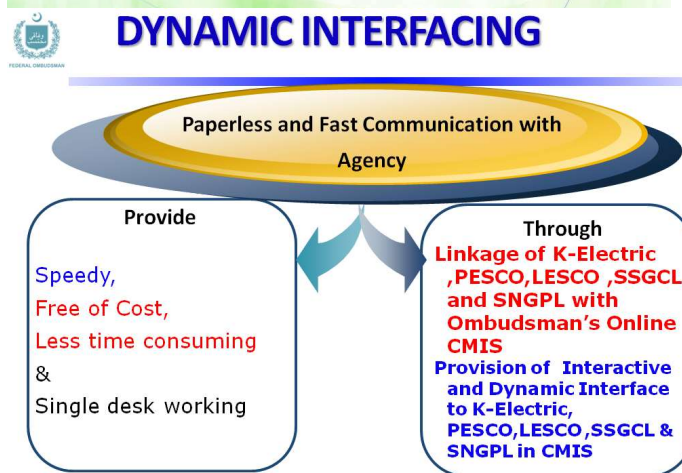 DYNAMIC INTERFACING
FEDERAL OMBUDSMAN
Paperless and Fast Communication with
Agency
Provide
Speedy,
Free of Cost,
Less time consuming
&
Single desk working
Through
Linkage of K-Electric
,PESCO,LESCO ,SSGCL
and SNGPL with
Ombudsman's Online
CMIS
Provision of Interactive
and Dynamic Interface
to K-Electric,
PESCO,LESCO,SSGCL &
SNGPL in CMIS